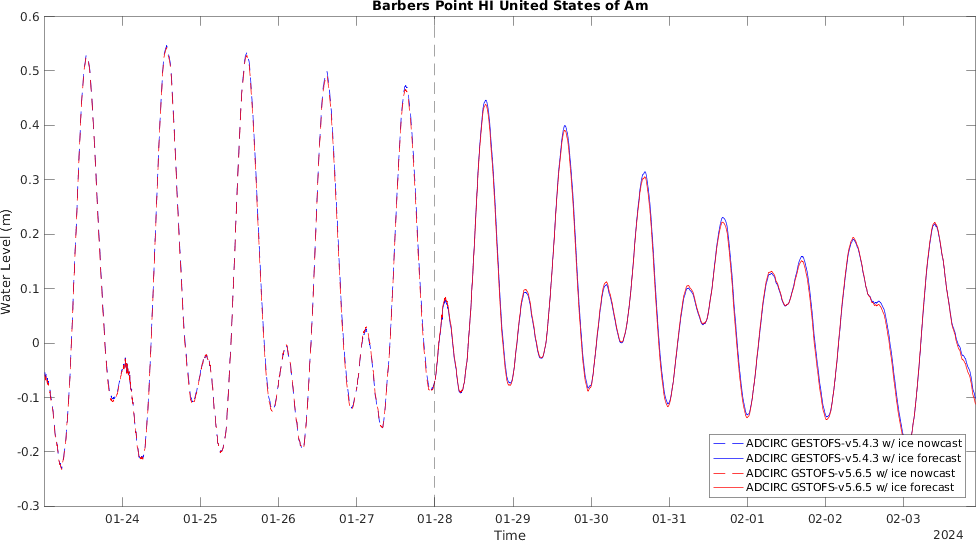 Barbers Point HI United States of Am
0.6
0.5
0.4
0.3
0.2
0.1
0
-0.1
-0.2
-0.3
Water Level (m)
ADCIRC GESTOFS-v5.4.3 w/ ice nowcast
ADCIRC GESTOFS-v5.4.3 w/ ice forecast
ADCIRC GSTOFS-v5.6.5 w/ ice nowcast
ADCIRC GSTOFS-v5.6.5 w/ ice forecast
01-24 01-25 01-26 01-27 01-28 01-29 01-30 01-31 02-01 02-02 02-03
Time
2024